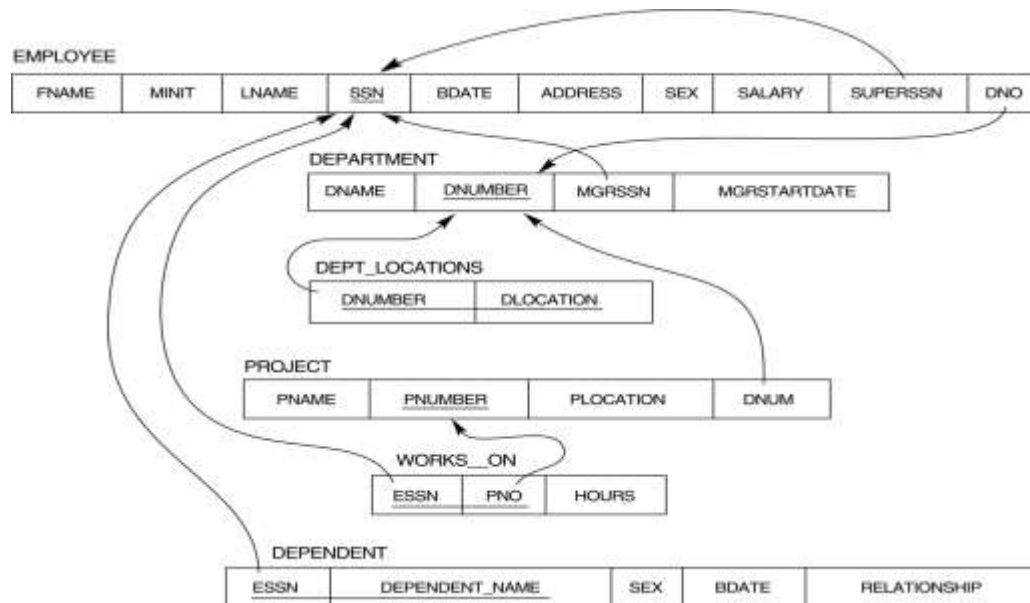 EMPLOYEE
FNAME MINIT LNAME SSN BDATE ADDRESS SEX SALARY SUPERSSN DNO
DEPARTMENT
DNAME DNUMBER MGRSSN MGRSTARTDATE
DEPT_LOCATIONS
DNUMBER DLOCATION
PROJECT
PNAME PNUMBER PLOCATION DNUM
WORKS__ON
ESSN PNO HOURS
DEPENDENT
ESSN DEPENDENT_NAME SEX BDATE RELATIONSHIP